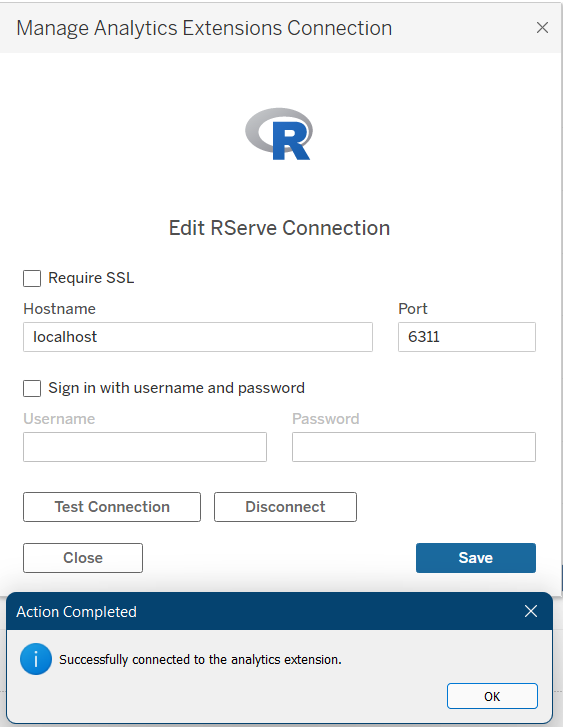 Manage Analytics Extensions Connection
R
Edit RServe Connection
Require SSL
Hostname Port
localhost 6311
Sign in with username and password
Username Password
Test Connection Disconnect
Close Save
Action Completed
i Successfully connected to the analytics extension.
OK